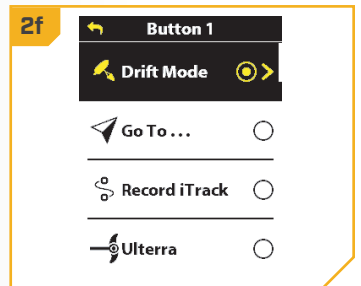 2f
Button 1
Drift Mode
Go To . . .
Record iTrack
Ulterra